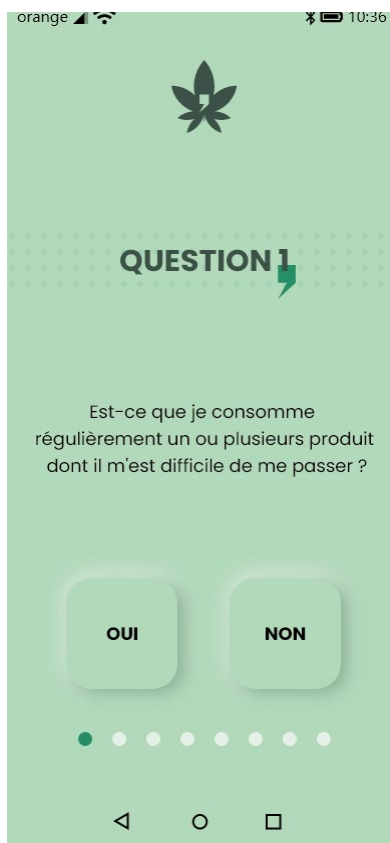 orange 10:36
QUESTION 1
Est-ce que je consomme
régulièrement un ou plusieurs produit
dont il m'est difficile de me passer ?
OUI NON